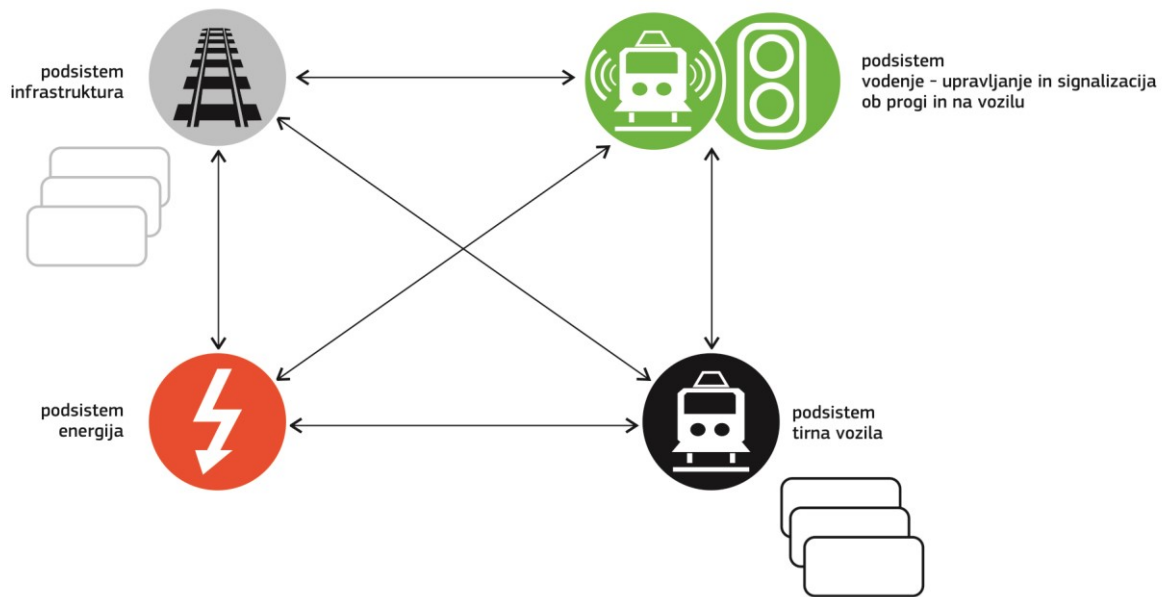 podsistem
infrastruktura
podsistem
vodenje - upravljanje in signalizacija
ob progi in na vozilu
podsistem
energija
podsistem
tirna vozila